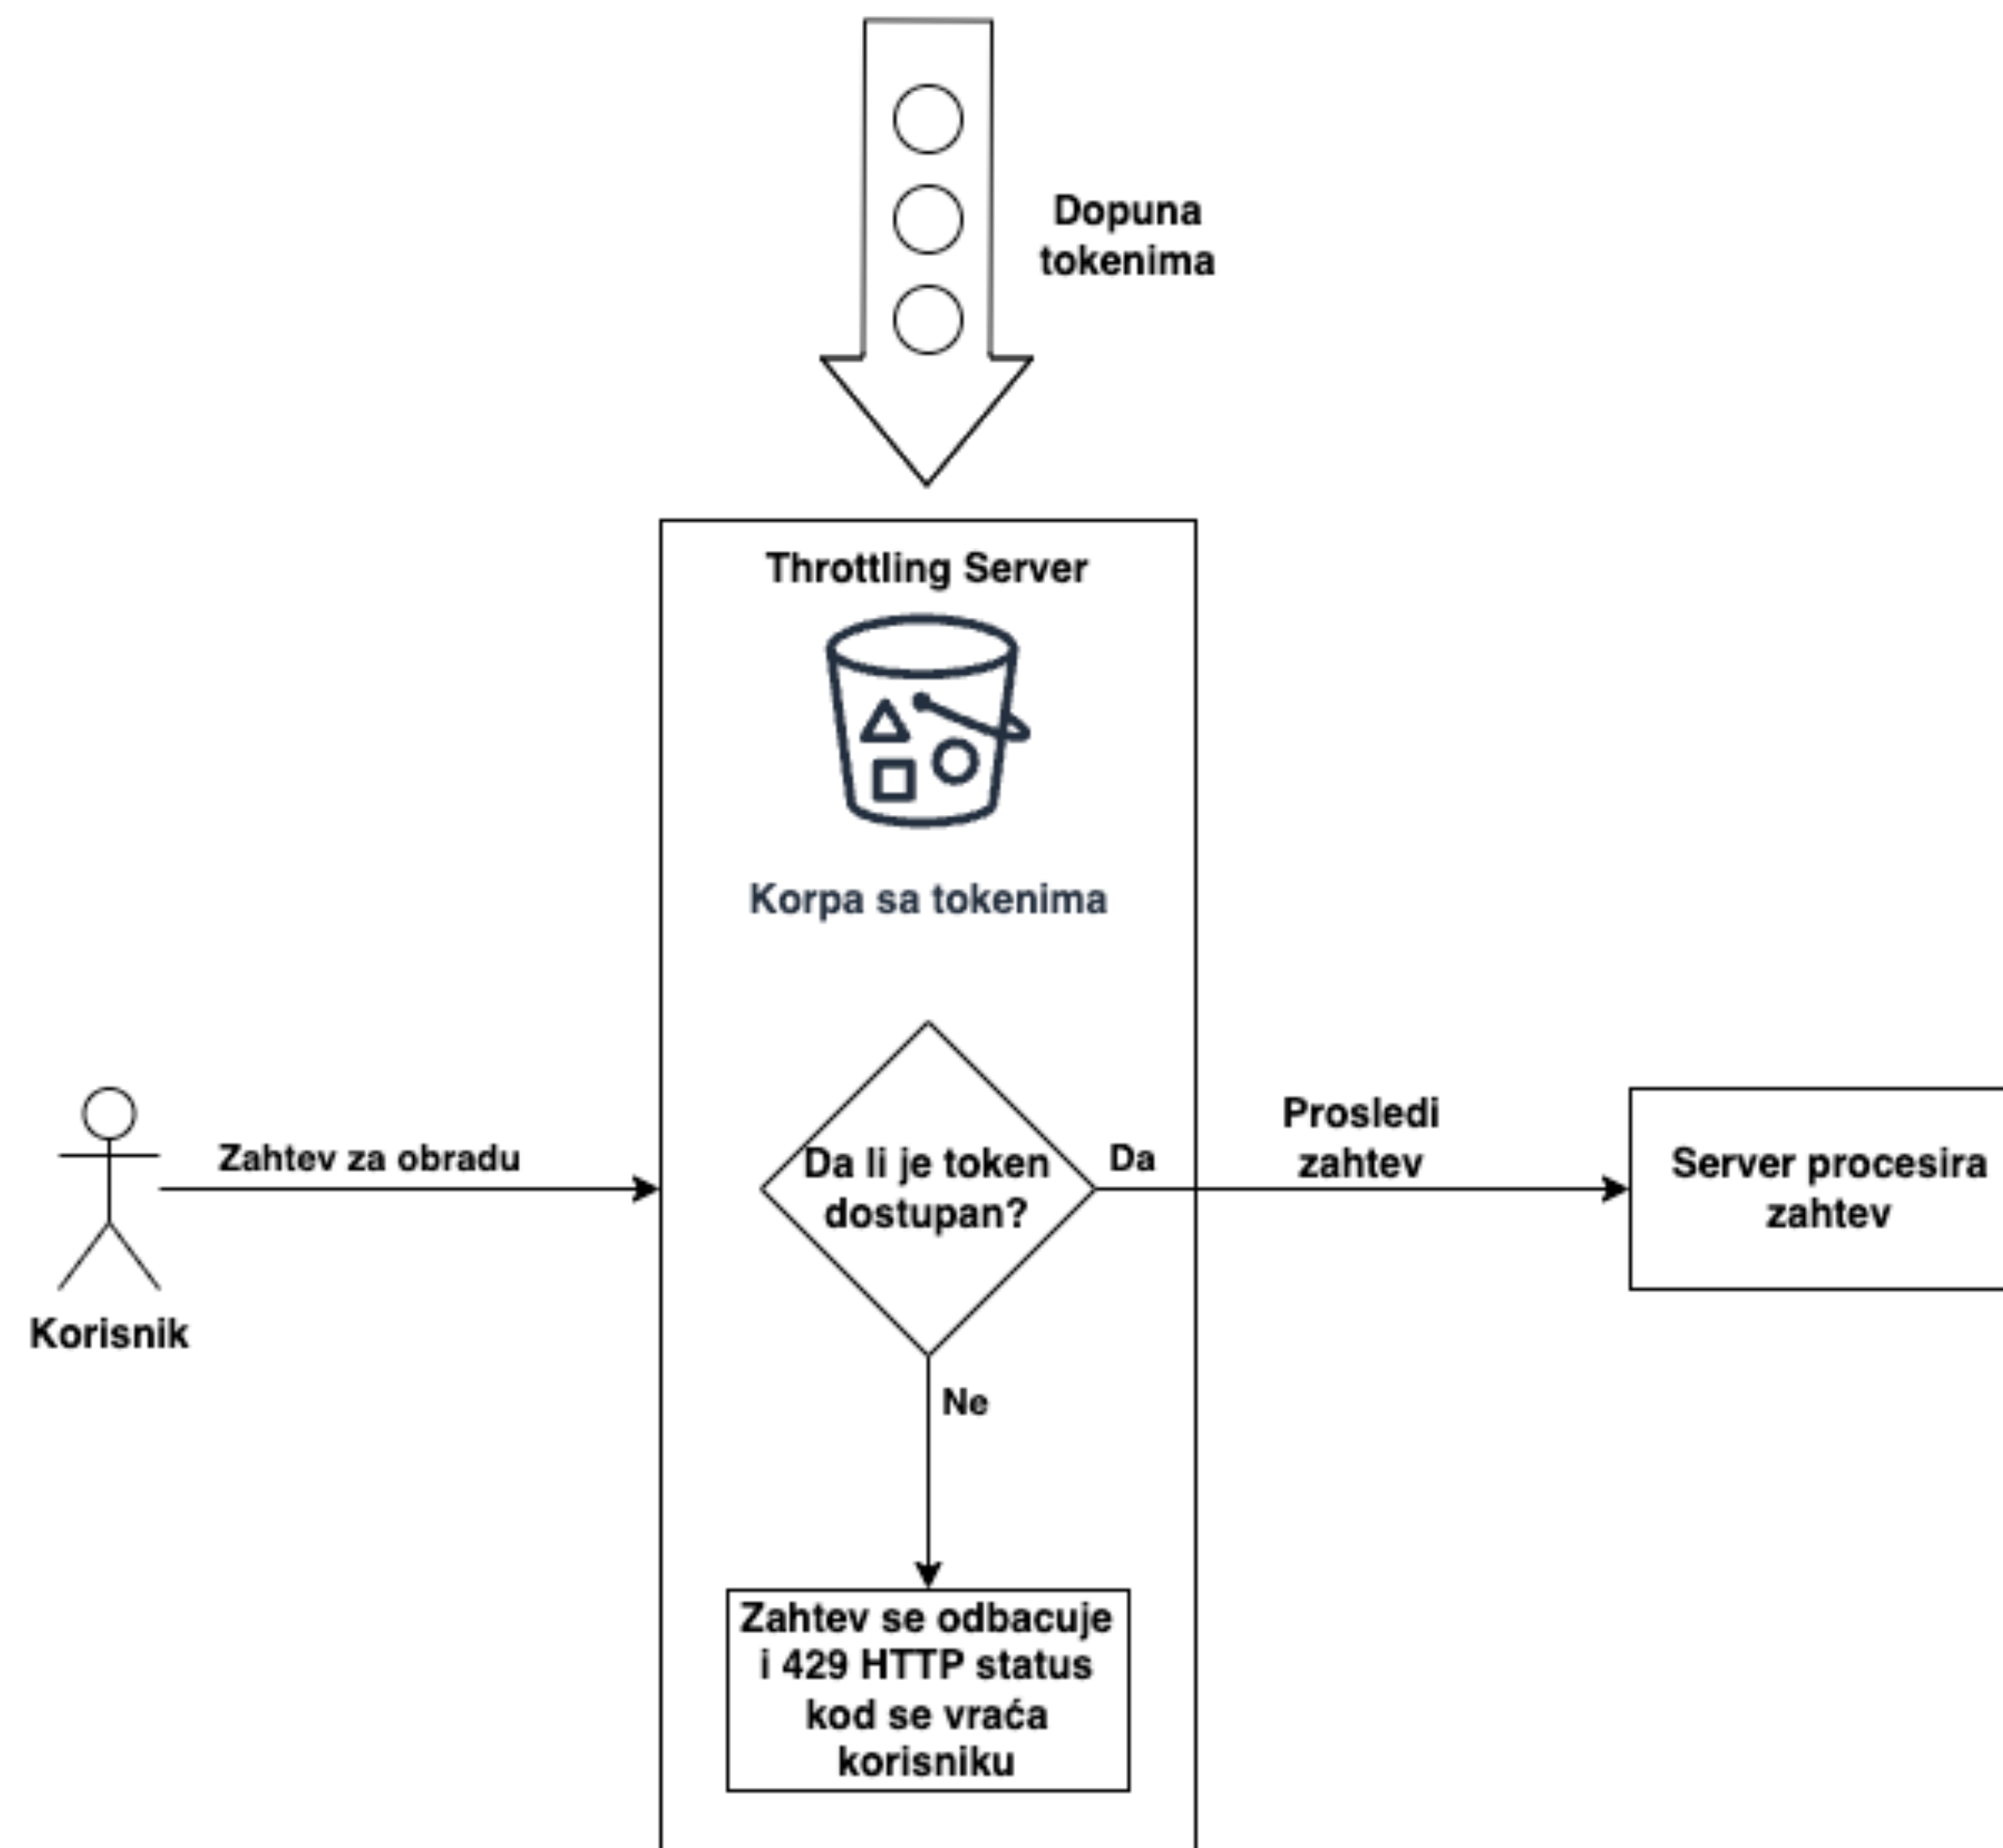 Dopuna
tokenima
Throttling Server
Korpa sa tokenima
Korisnik
Zahtev za obradu
Da li je token
dostupan?
Da
Prosledi
zahtev
Server procesira
zahtev
Ne
Zahtev se odbacuje
i 429 HTTP status
kod se vraća
korisniku